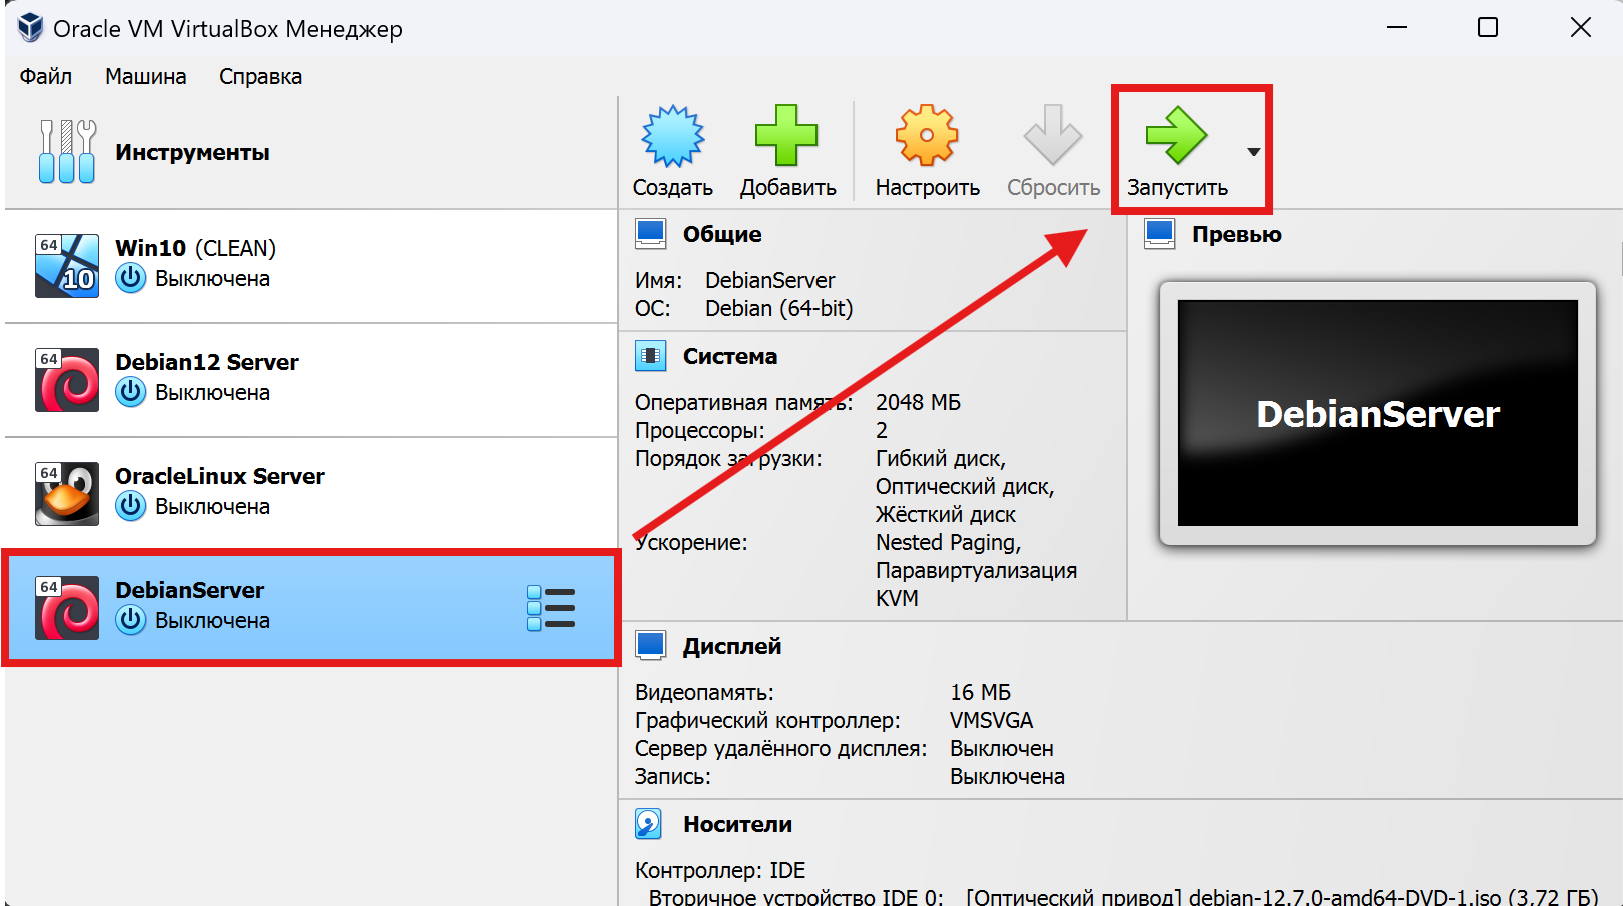 Oracle VM VirtualBox Менеджер
Файл Машина Справка
Инструменты
Создать Добавить Настроить Сбросить Запустить
64 10 Win10 (CLEAN)
Выключена
64 Debian12 Server
Выключена
64 OracleLinux Server
Выключена
64 DebianServer
Выключена
Общие
Имя: DebianServer
ОС: Debian (64-bit)
Система
Оперативная память: 2048 МБ
Процессоры: 2
Порядок загрузки: Гибкий диск,
Оптический диск,
Жёсткий диск
Ускорение: Nested Paging,
Паравиртуализация
KVM
Превью
DebianServer
Дисплей
Видеопамять: 16 МБ
Графический контроллер: VMSVGA
Сервер удалённого дисплея: Выключен
Запись: Выключена
Носители
Контроллер: IDE
Вторичное устройство IDE 0: [Оптический привод] debian-12.7.0-amd64-DVD-1.iso (3,72 ГБ)